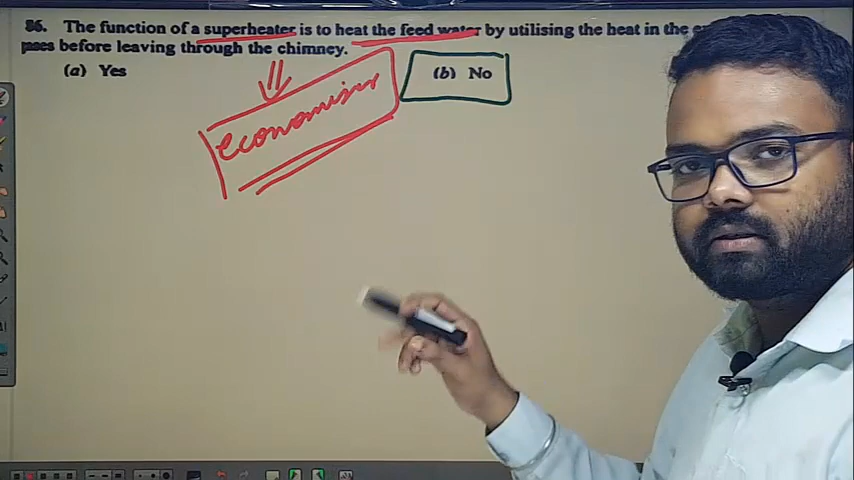 86. The function of a superheater is to heat the feed water by utilising the heat in the
before leaving through the chimney.
(a) Yes (b) No
economiser